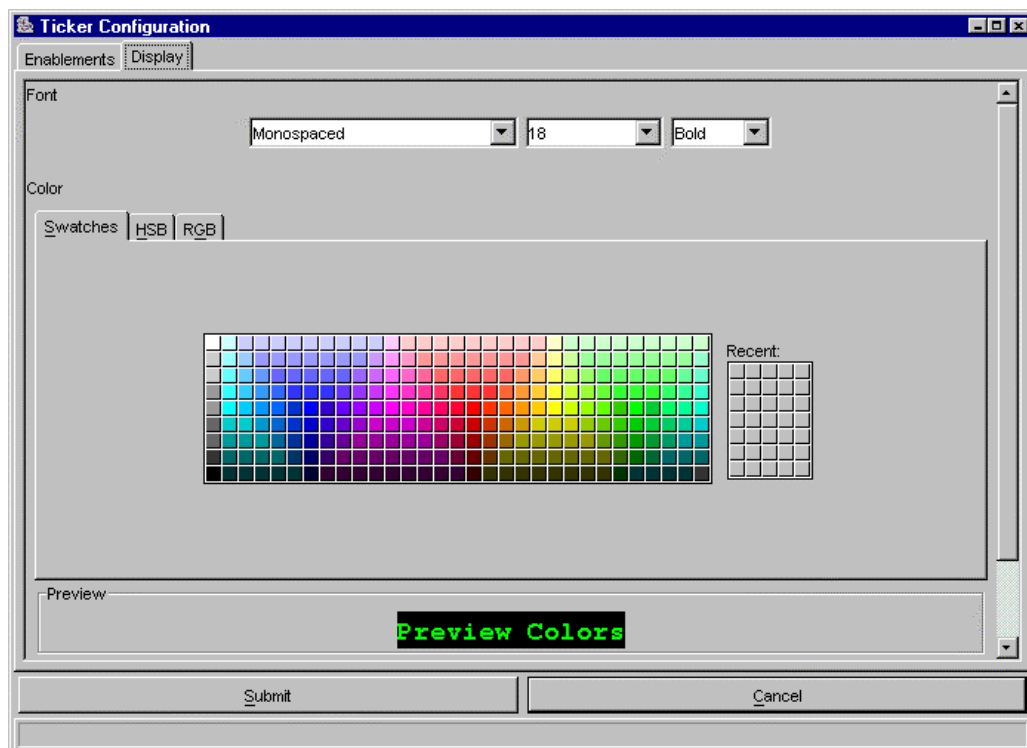 Ticker Configuration
Enablements Display
Font
Monospaced 18 Bold
Color
Swatches HSB RGB
Recent:
Preview
Preview Colors
Submit Cancel